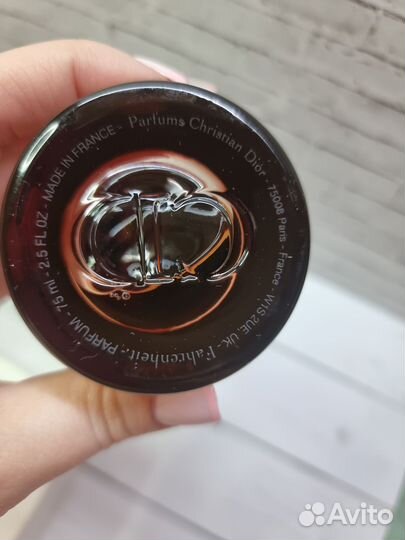 Parfums Christian Dior - 75008 Paris - France - W1S 2UE UK - Fahrenheit - PARFUM - 75 ml - 2.5 FL OZ - MADE IN FRANCE -
CD
Avito